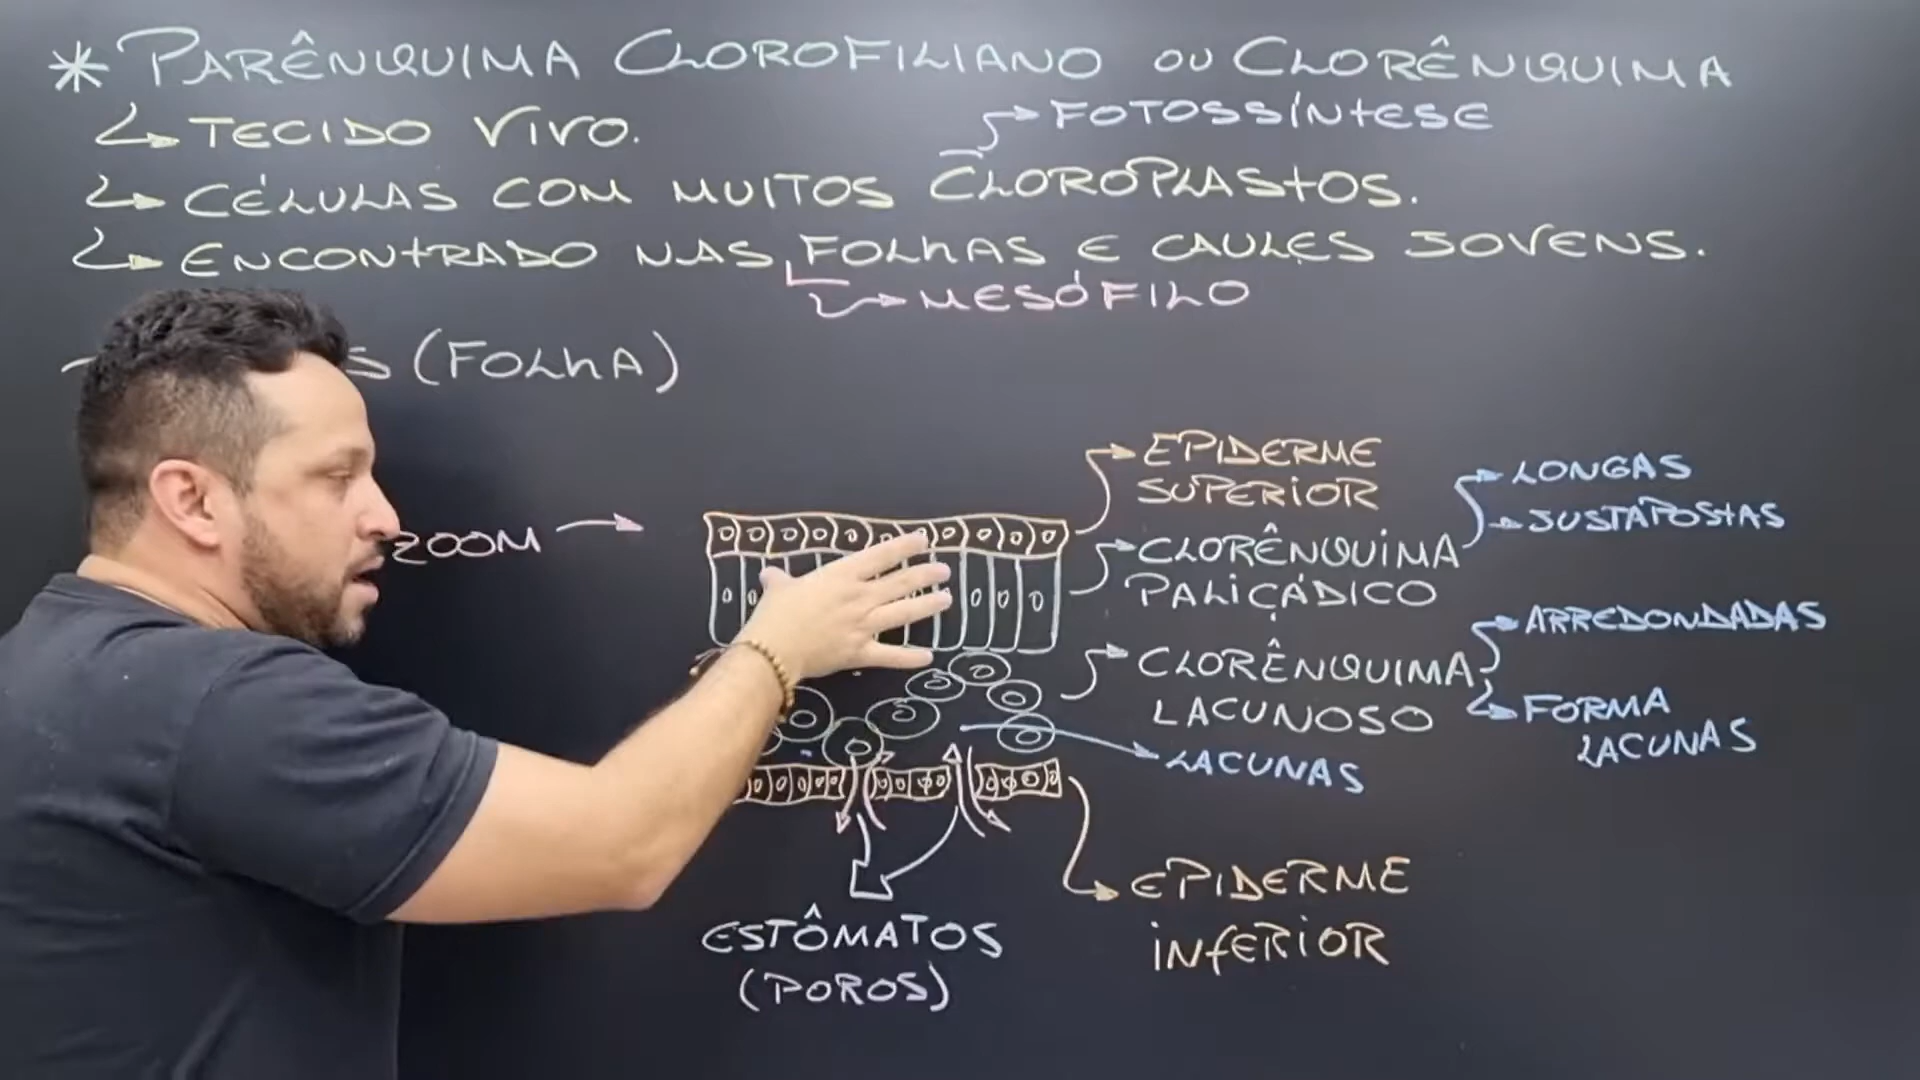 * PARÊNQUIMA CLOROFILIANO OU CLORÊNQUIMA
TECIDO VIVO.
FOTOSSÍNTESE
CÉLULAS COM MUITOS CLOROPLASTOS.
ENCONTRADO NAS FOLHAS E CAULES JOVENS.
MESÓFILO
S (FOLHA)
ZOOM
EPIDERME
SUPERIOR
CLORÊNQUIMA
PALIÇÁDICO
LONGAS
JUSTAPOSTAS
CLORÊNQUIMA
LACUNOSO
ARREDONDADAS
FORMA
LACUNAS
LACUNAS
EPIDERME
INFERIOR
ESTÔMATOS
(POROS)